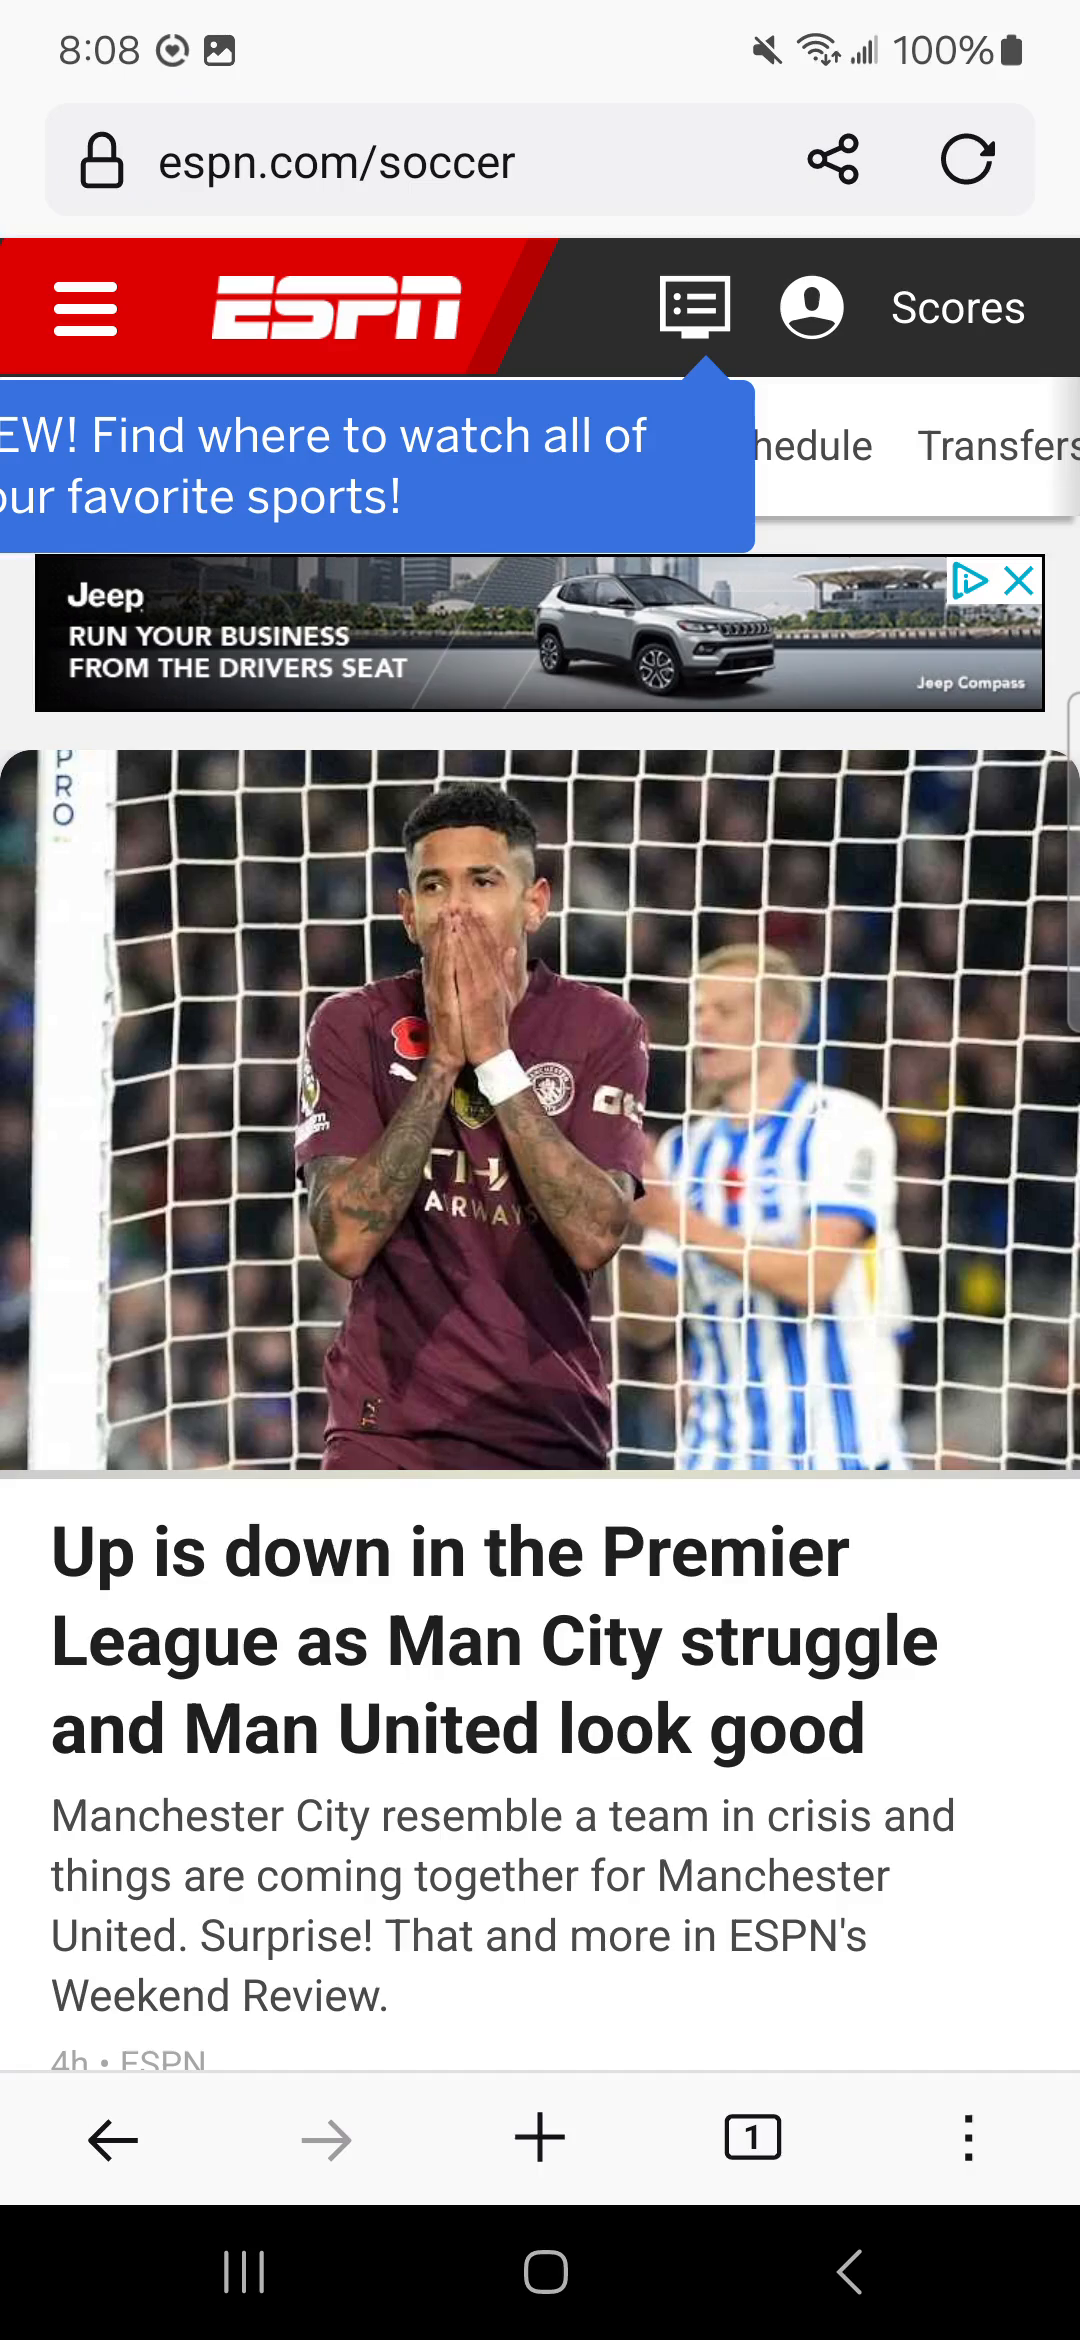 8:08 100%
espn.com/soccer
ESPN Scores
EW! Find where to watch all of
our favorite sports!
hedule Transfers
Jeep
RUN YOUR BUSINESS
FROM THE DRIVERS SEAT
Jeep Compass
PRO
AIRWAYS
Up is down in the Premier
League as Man City struggle
and Man United look good
Manchester City resemble a team in crisis and
things are coming together for Manchester
United. Surprise! That and more in ESPN's
Weekend Review.
4h • ESPN
1